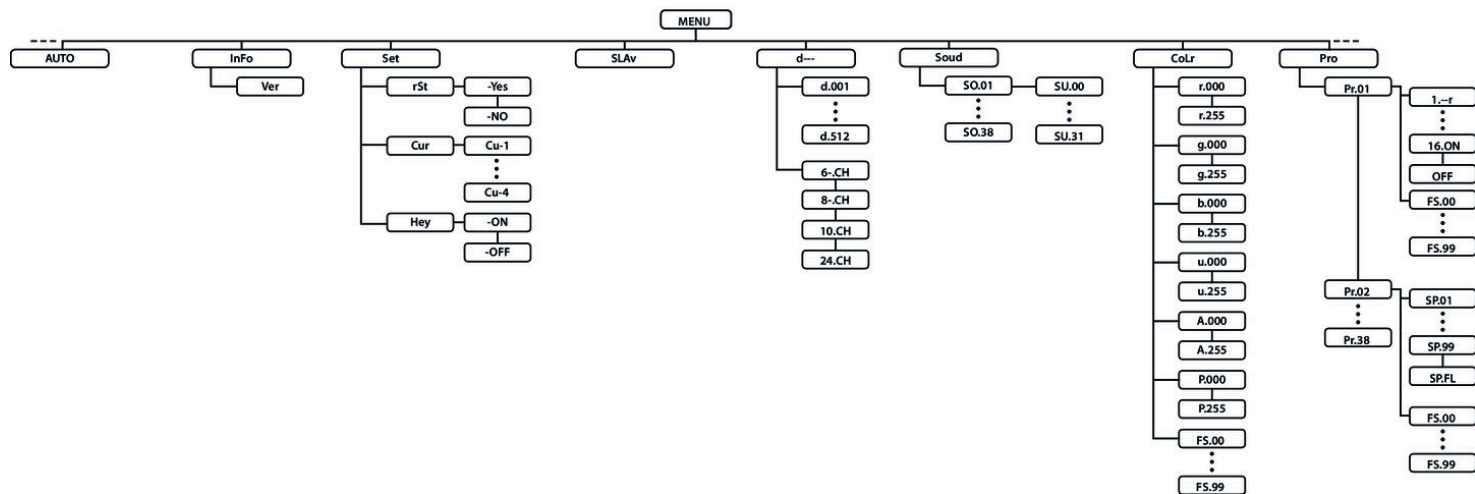 MENU
AUTO
InFo
Ver
Set
rSt
-Yes
-NO
Cur
Cu-1
Cu-4
Hey
-ON
-OFF
SLAv
d---
d.001
d.512
6-.CH
8-.CH
10.CH
24.CH
Soud
SO.01
SO.38
SU.00
SU.31
CoLr
r.000
r.255
g.000
g.255
b.000
b.255
u.000
u.255
A.000
A.255
P.000
P.255
FS.00
FS.99
Pro
Pr.01
1.--r
16.ON
OFF
FS.00
FS.99
Pr.02
Pr.38
SP.01
SP.99
SP.FL
FS.00
FS.99